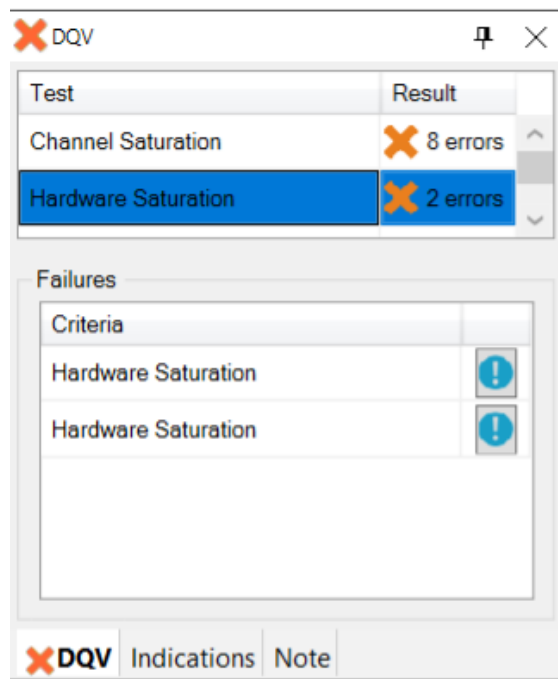 DQV
Test Result
Channel Saturation 8 errors
Hardware Saturation 2 errors
Failures
Criteria
Hardware Saturation
Hardware Saturation
DQV Indications Note